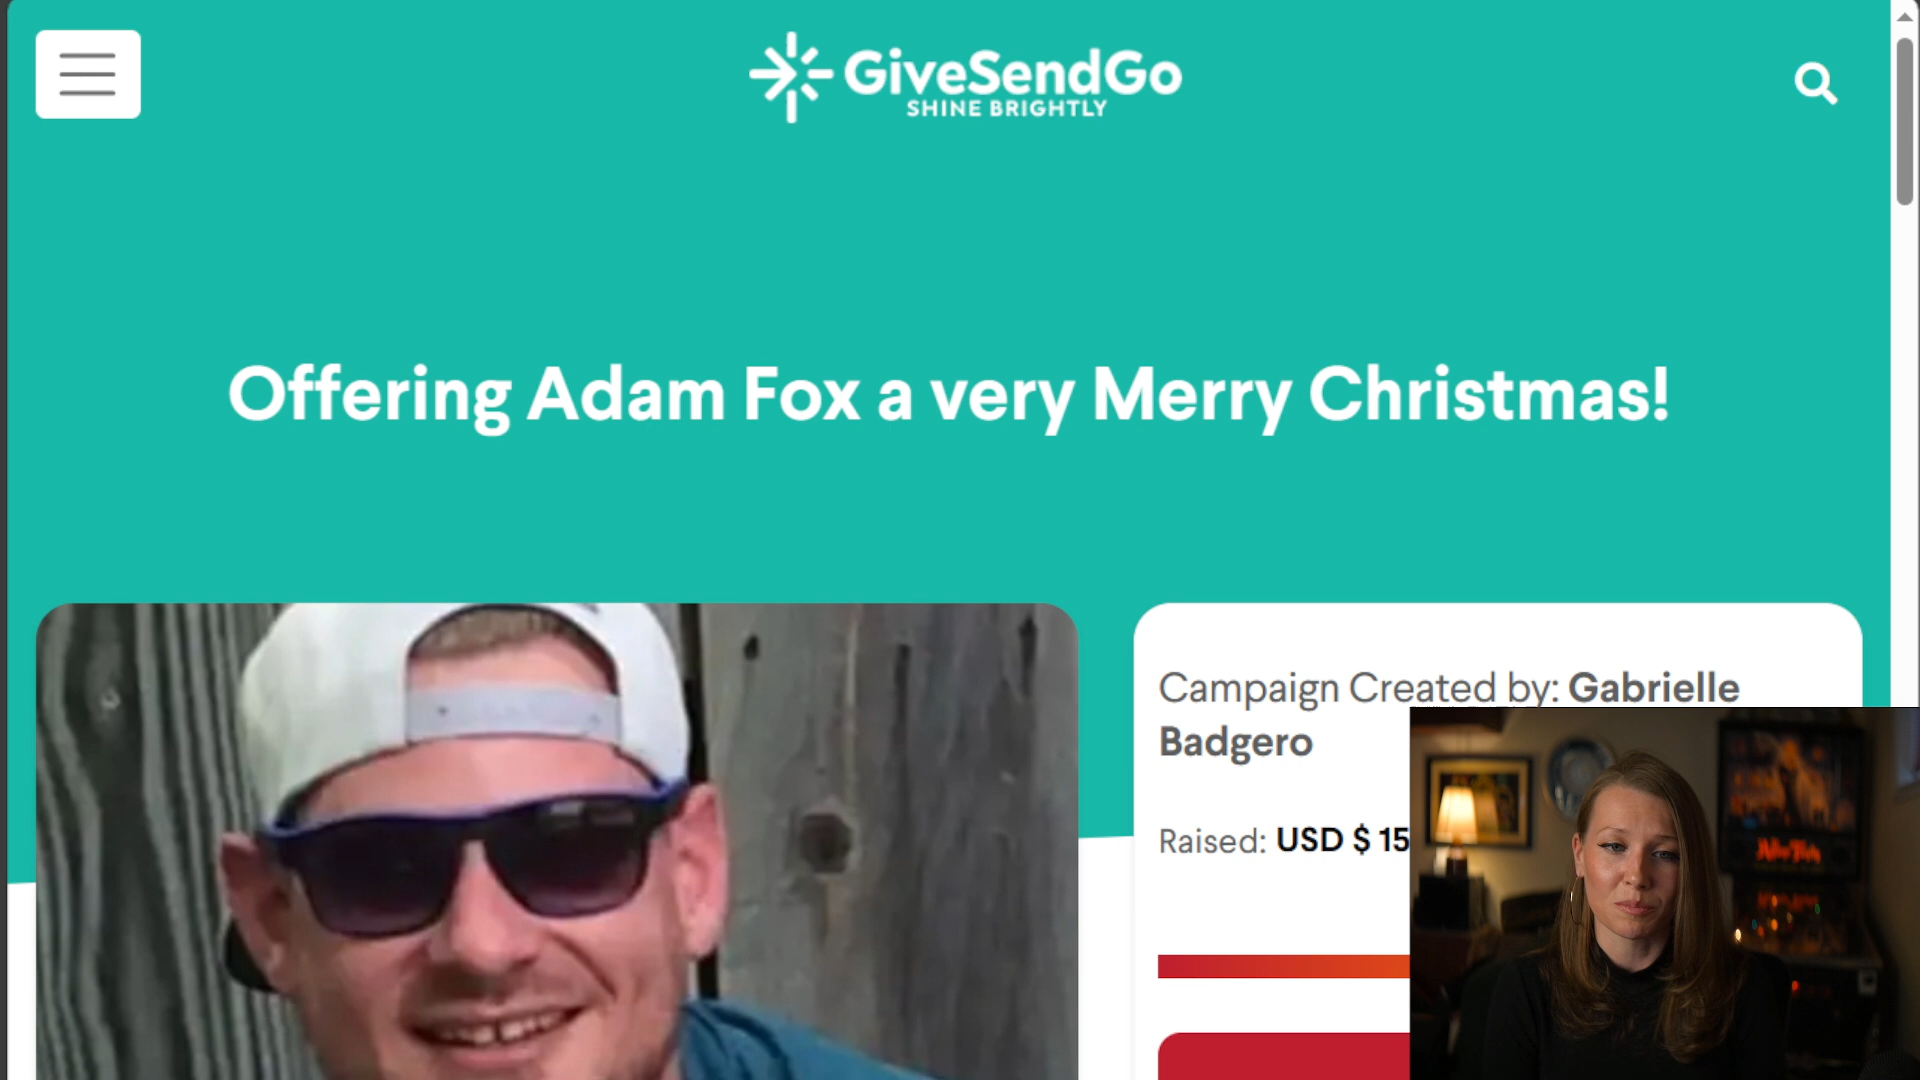 GiveSendGo
SHINE BRIGHTLY
Offering Adam Fox a very Merry Christmas!
Campaign Created by: Gabrielle
Badgero
Raised: USD $ 15